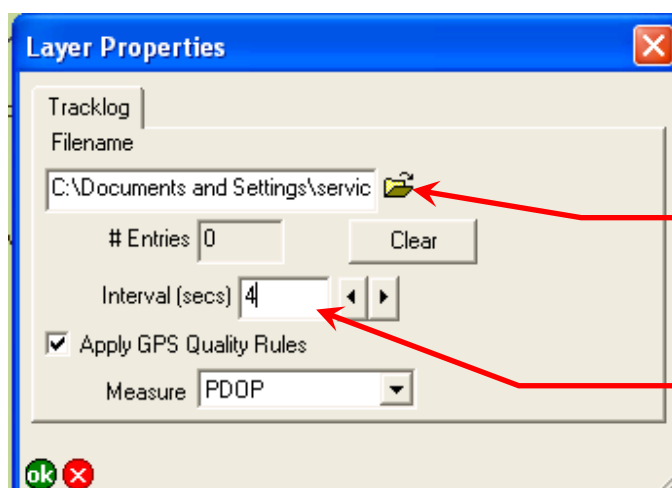 Layer Properties
Tracklog
Filename
C:\Documents and Settings\servic
# Entries 0 Clear
Interval (secs) 4
Apply GPS Quality Rules
Measure PDOP
ok